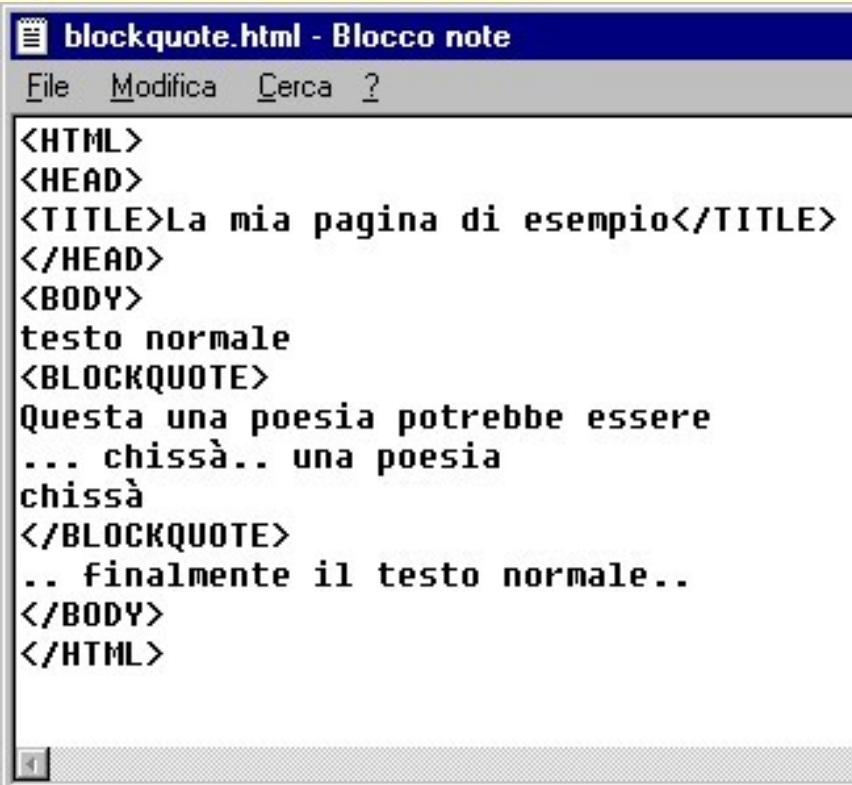 blockquote.html - Blocco note
File Modifica Cerca ?
<HTML>
<HEAD>
<TITLE>La mia pagina di esempio</TITLE>
</HEAD>
<BODY>
testo normale
<BLOCKQUOTE>
Questa una poesia potrebbe essere
... chissà.. una poesia
chissà
</BLOCKQUOTE>
.. finalmente il testo normale..
</BODY>
</HTML>